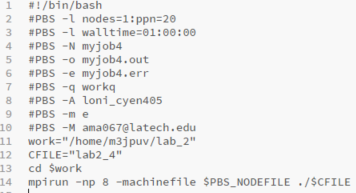 1 #!/bin/bash
2 #PBS -l nodes=1:ppn=20
3 #PBS -l walltime=01:00:00
4 #PBS -N myjob4
5 #PBS -o myjob4.out
6 #PBS -e myjob4.err
7 #PBS -q workq
8 #PBS -A loni_cyen405
9 #PBS -m e
10 #PBS -M ama067@latech.edu
11 work="/home/m3jpuv/lab_2"
12 CFILE="lab2_4"
13 cd $work
14 mpirun -np 8 -machinefile $PBS_NODEFILE ./$CFILE